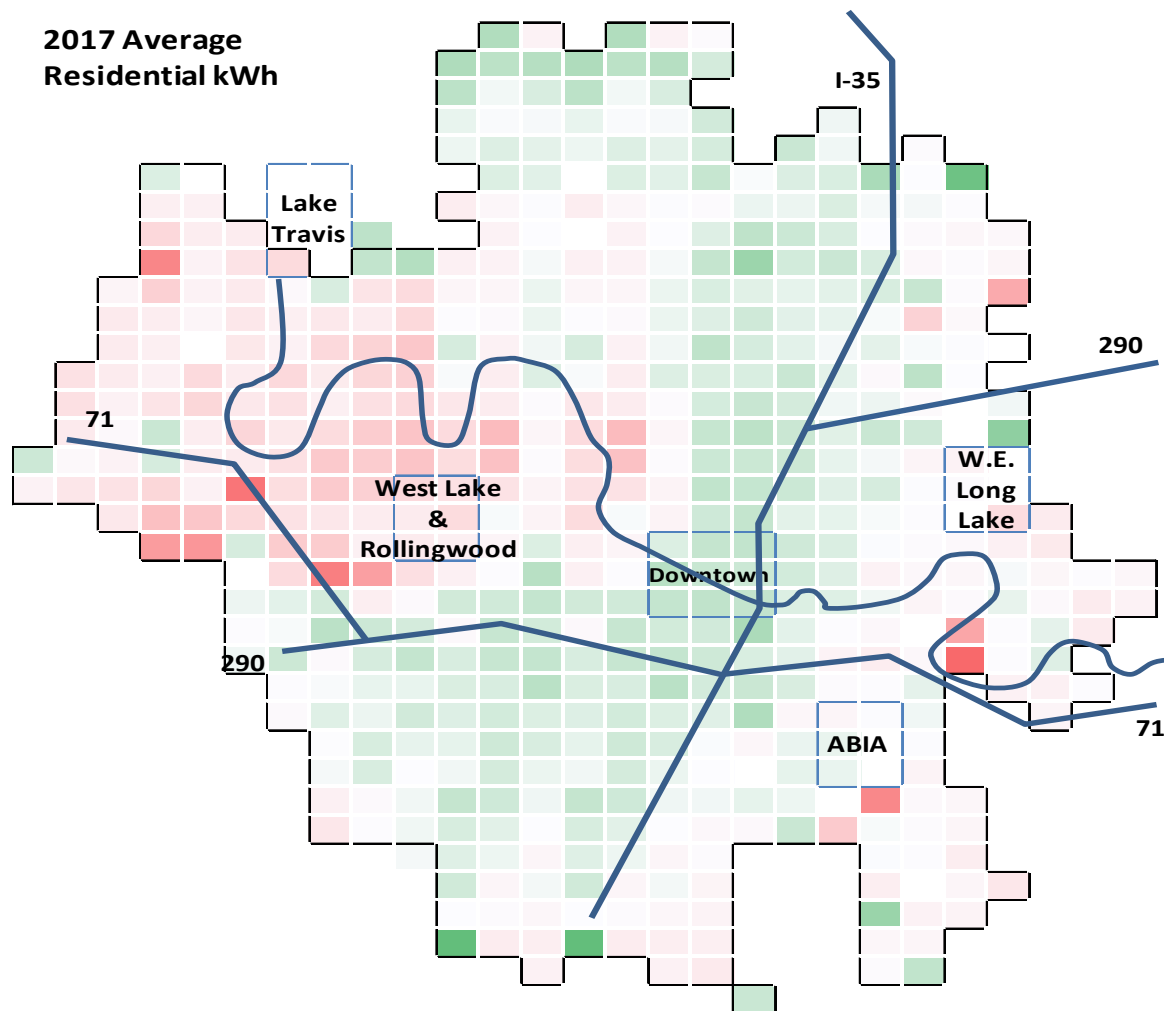 2017 Average
Residential kWh
I-35
Lake
Travis
290
71
W.E.
Long
Lake
West Lake
&
Rollingwood
Downtown
290
71
ABIA